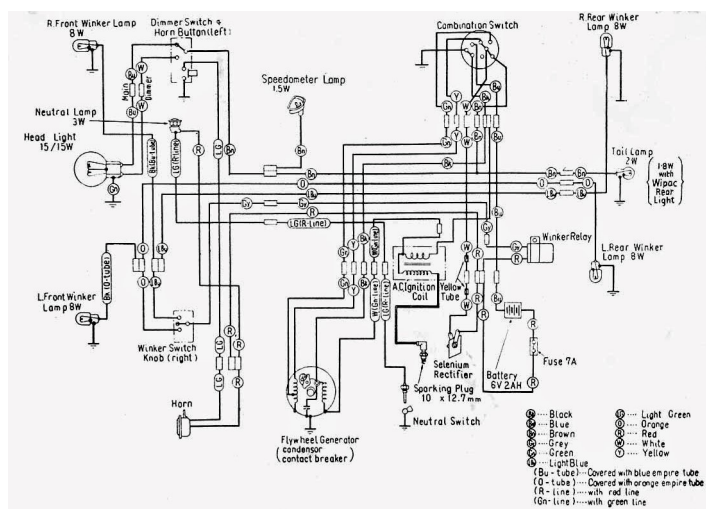 R.Front Winker Lamp
8W
Dimmer Switch &
Horn Button(left)
Combination Switch
R.Rear Winker
Lamp 8W
Speedometer Lamp
1.5W
Main
Dimmer
Neutral Lamp
3W
Head Light
15/15W
Tail Lamp
2W
1·8W
with
Wipac
Rear
Light
Winker Relay
L.Rear Winker
Lamp 8W
L.Front Winker
Lamp 8W
Winker Switch
Knob (right)
A.C.Ignition
Coil
Yellow
Tube
Selenium
Rectifier
Battery
6V 2AH
Fuse 7A
Sparking Plug
10 x 12.7mm
Neutral Switch
Horn
Flywheel Generator
(condensor
contact breaker)
Black
Blue
Brown
Grey
Green
LightBlue
LG Light Green
O Orange
R Red
W White
Y Yellow
(Bu-tube) Covered with blue empire tube
(O-tube) Covered with orange empire tube
(R-line) with red line
(Gn-line) with green line